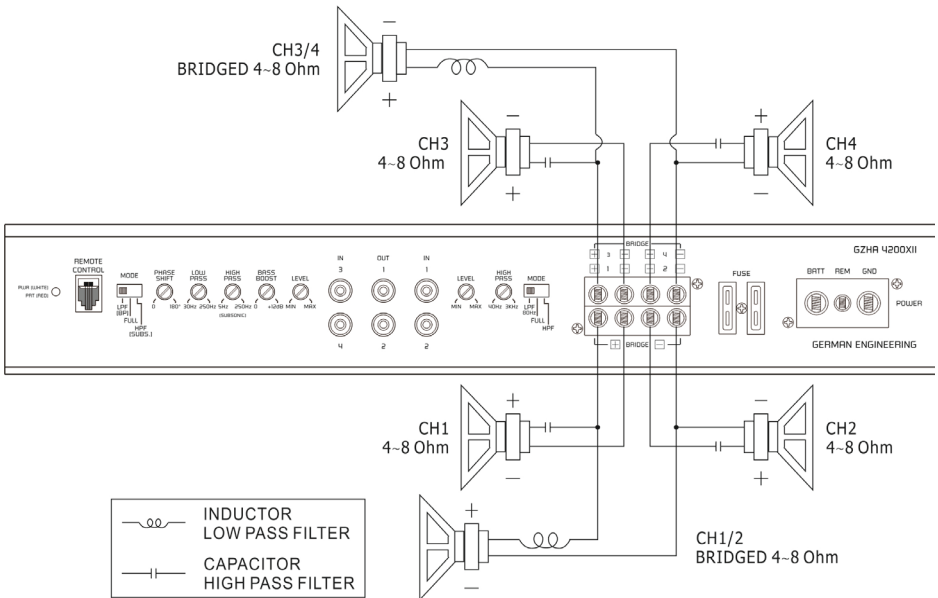 CH3/4
BRIDGED 4~8 Ohm
CH3
4~8 Ohm
CH4
4~8 Ohm
GZHA 4200XII
GERMAN ENGINEERING
PWR (WHITE)
PRT (RED)
REMOTE
CONTROL
MODE
LPF
(BP)
FULL
HPF
(SUBS.)
PHASE
SHIFT
0 180°
LOW
PASS
30Hz 250Hz
HIGH
PASS
5Hz 250Hz
(SUBSONIC)
BASS
BOOST
0 +12dB
LEVEL
MIN MAX
IN
3
4
OUT
1
2
IN
1
2
LEVEL
MIN MAX
HIGH
PASS
40Hz 3KHz
MODE
LPF
FULL
HPF
BRIDGE
+ 3 - + 4 -
+ 1 - + 2 -
+ BRIDGE -
FUSE
BATT REM GND
POWER
CH1
4~8 Ohm
CH2
4~8 Ohm
CH1/2
BRIDGED 4~8 Ohm
INDUCTOR
LOW PASS FILTER
CAPACITOR
HIGH PASS FILTER